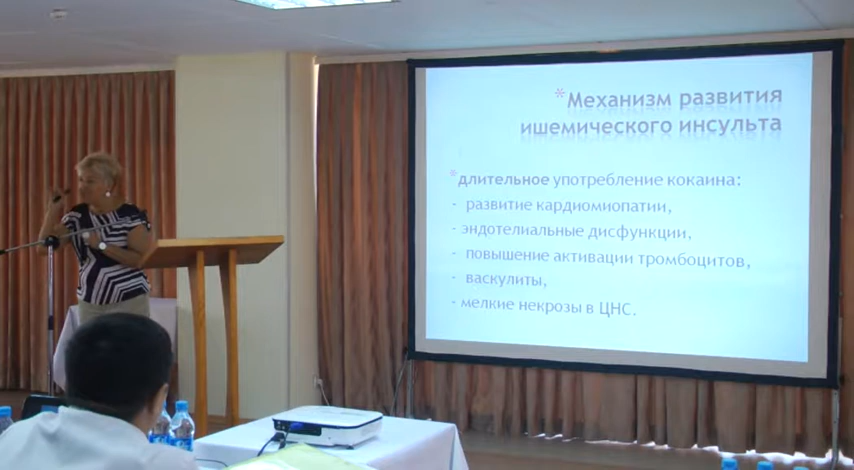 *Механизм развития
ишемического инсульта
*длительное употребление кокаина:
- развитие кардиомиопатии,
- эндотелиальные дисфункции,
- повышение активации тромбоцитов,
- васкулиты,
- мелкие некрозы в ЦНС.